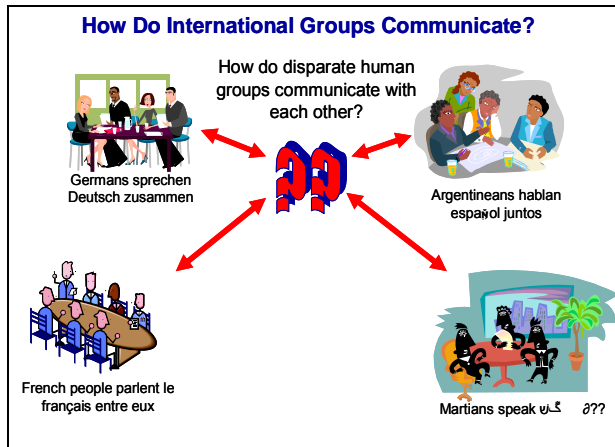 How Do International Groups Communicate?
How do disparate human
groups communicate with
each other?
Germans sprechen
Deutsch zusammen
Argentineans hablan
español juntos
French people parlent le
français entre eux
Martians speak ∂??